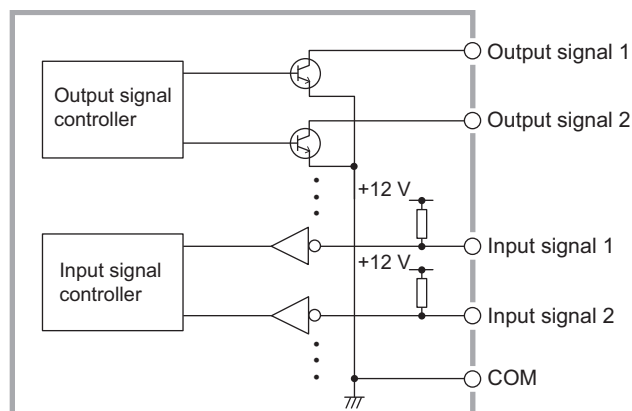 Output signal 1
Output signal
controller
Output signal 2
+12 V
Input signal 1
Input signal
controller
+12 V
Input signal 2
COM